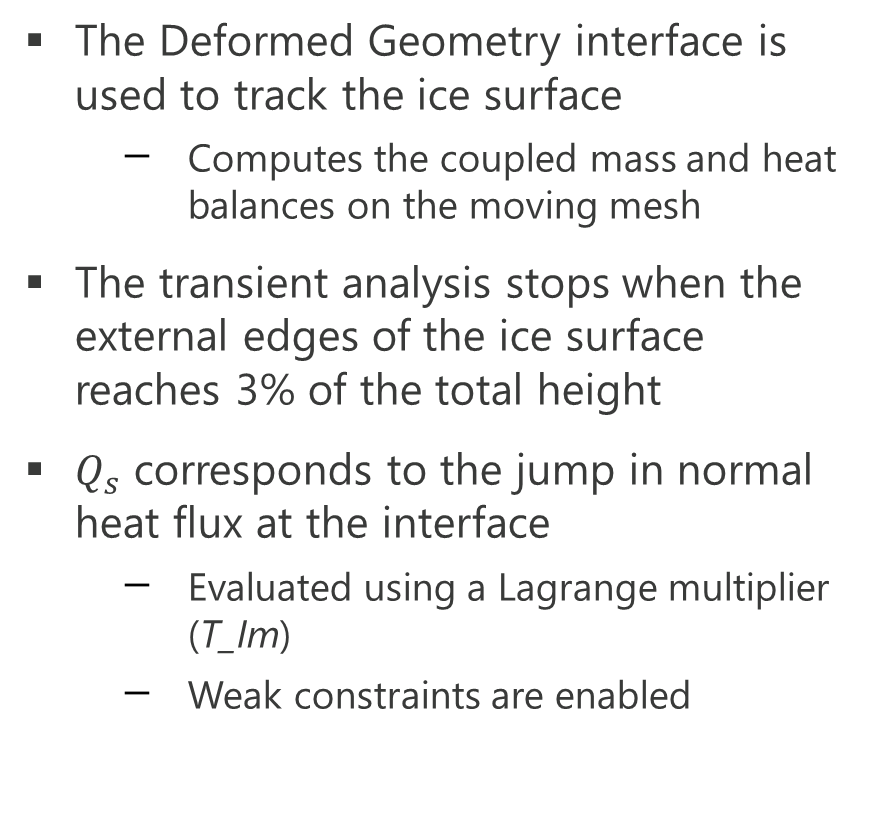 ▪ The Deformed Geometry interface is
used to track the ice surface
– Computes the coupled mass and heat
balances on the moving mesh
▪ The transient analysis stops when the
external edges of the ice surface
reaches 3% of the total height
▪ Qₛ corresponds to the jump in normal
heat flux at the interface
– Evaluated using a Lagrange multiplier
(T_lm)
– Weak constraints are enabled